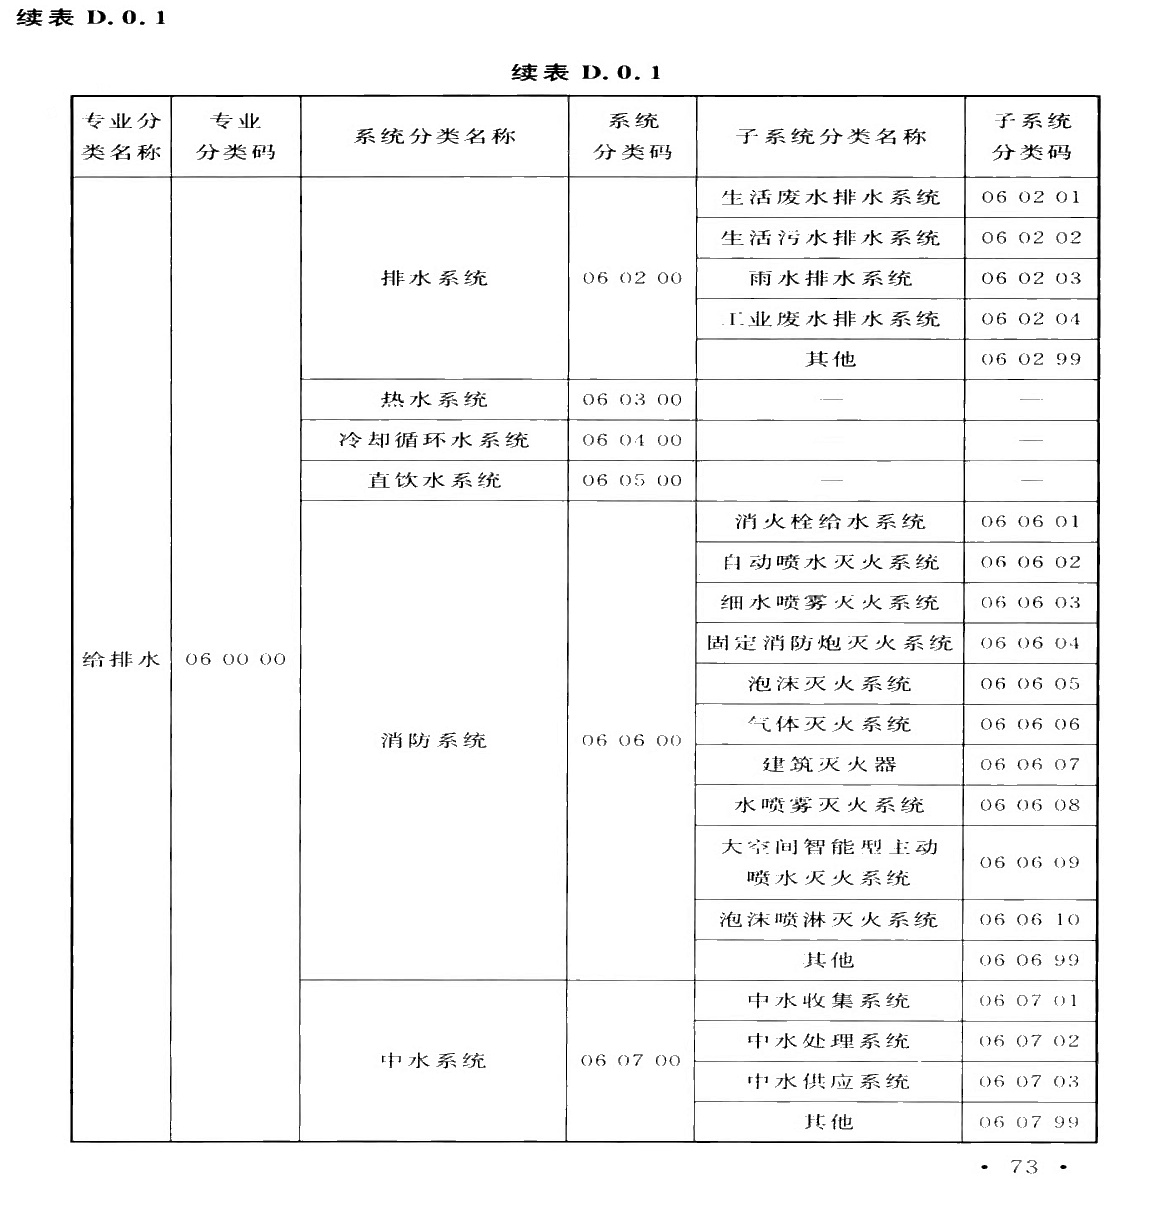 续表 D.0.1
续表 D.0.1
专业分类名称 专业分类码 系统分类名称 系统分类码 子系统分类名称 子系统分类码
给排水 06 00 00 排水系统 06 02 00 生活废水排水系统 06 02 01
生活污水排水系统 06 02 02
雨水排水系统 06 02 03
工业废水排水系统 06 02 04
其他 06 02 99
热水系统 06 03 00 — —
冷却循环水系统 06 04 00 —
直饮水系统 06 05 00 — —
消防系统 06 06 00 消火栓给水系统 06 06 01
自动喷水灭火系统 06 06 02
细水喷雾灭火系统 06 06 03
固定消防炮灭火系统 06 06 04
泡沫灭火系统 06 06 05
气体灭火系统 06 06 06
建筑灭火器 06 06 07
水喷雾灭火系统 06 06 08
大空间智能型主动
喷水灭火系统 06 06 09
泡沫喷淋灭火系统 06 06 10
其他 06 06 99
中水系统 06 07 00 中水收集系统 06 07 01
中水处理系统 06 07 02
中水供应系统 06 07 03
其他 06 07 99
• 73 •